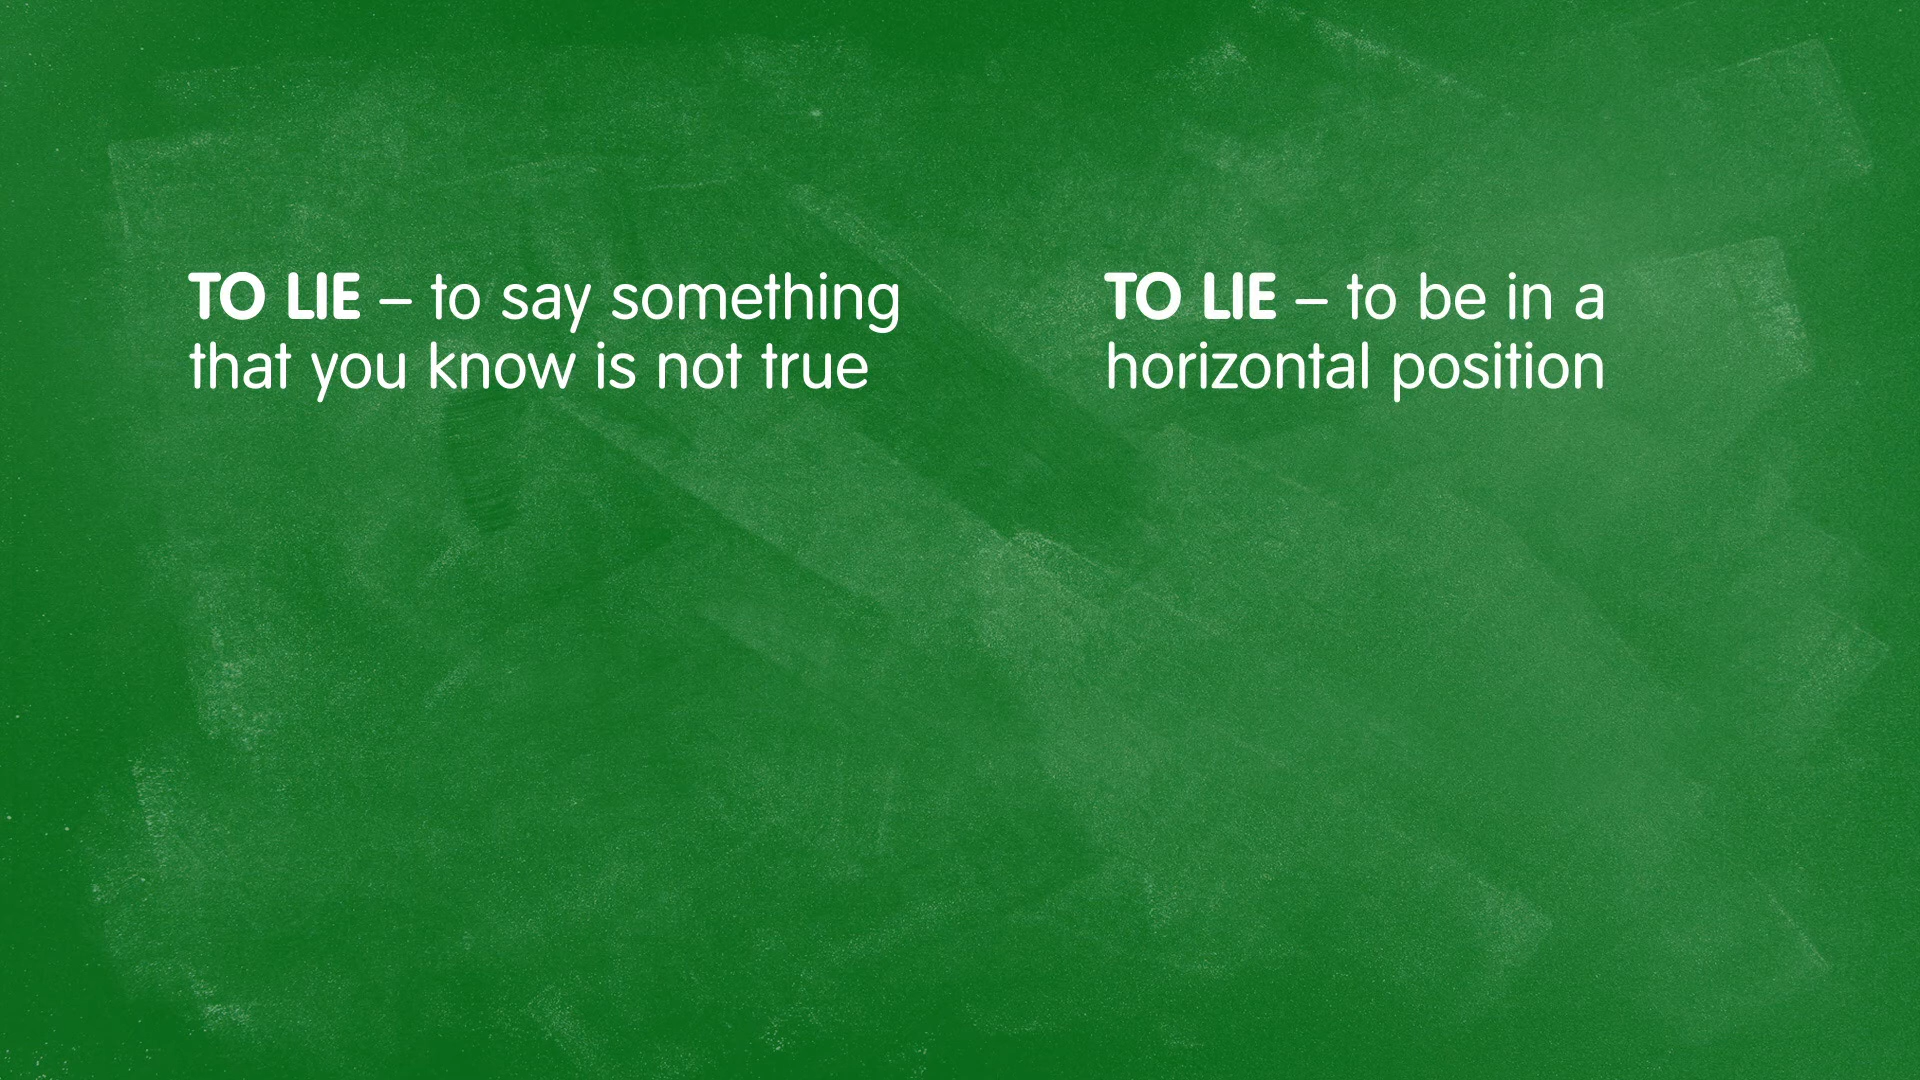 TO LIE – to say something
that you know is not true
TO LIE – to be in a
horizontal position